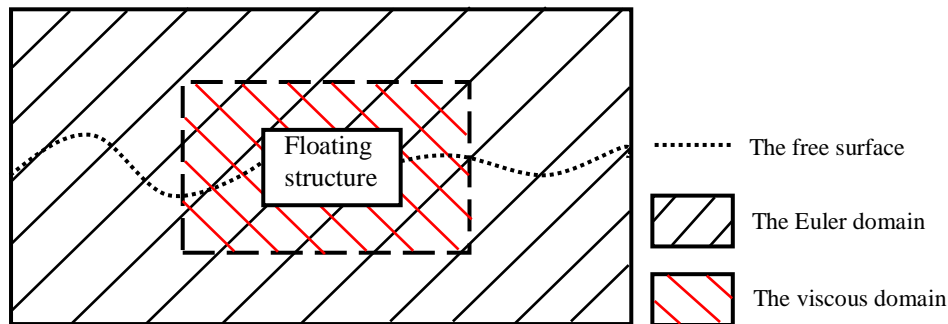 Floating
structure
The free surface
The Euler domain
The viscous domain